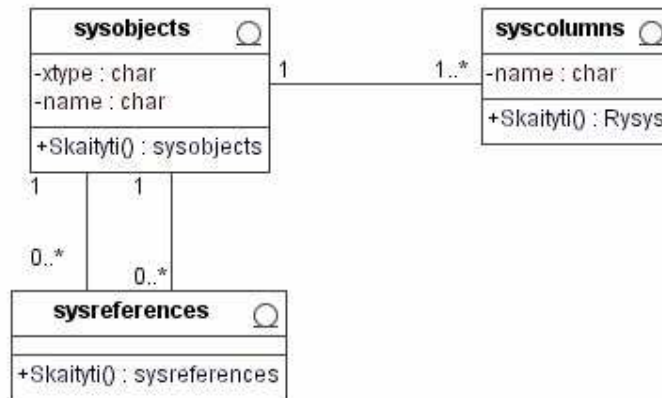 sysobjects
-xtype : char
-name : char
+Skaityti() : sysobjects
1
1..*
syscolumns
-name : char
+Skaityti() : Rysys
1
1
0..*
0..*
sysreferences
+Skaityti() : sysreferences